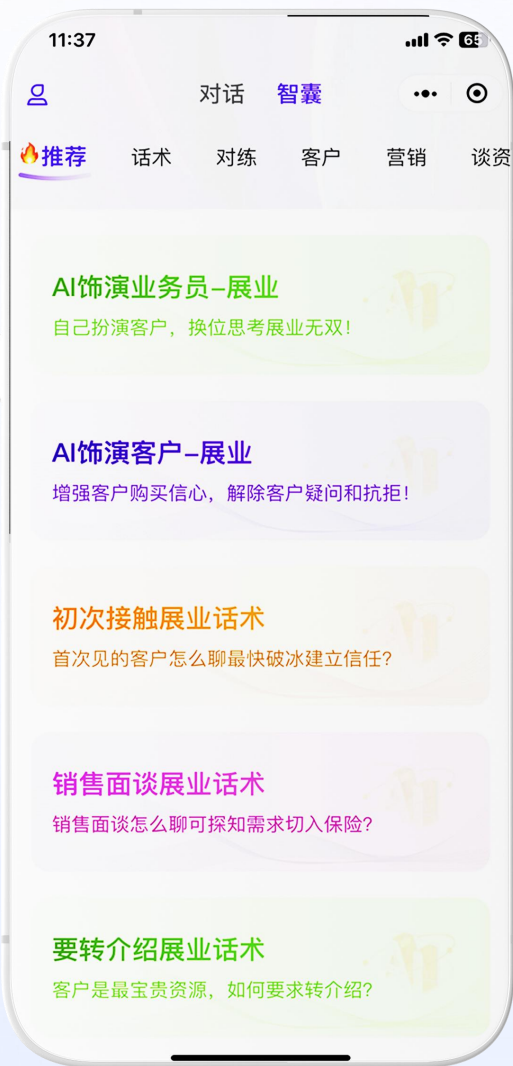 11:37
65
对话 智囊
推荐 话术 对练 客户 营销 谈资
AI饰演业务员-展业
自己扮演客户，换位思考展业无双！
AI饰演客户-展业
增强客户购买信心，解除客户疑问和抗拒！
初次接触展业话术
首次见的客户怎么聊最快破冰建立信任？
销售面谈展业话术
销售面谈怎么聊可探知需求切入保险？
要转介绍展业话术
客户是最宝贵资源，如何要求转介绍？